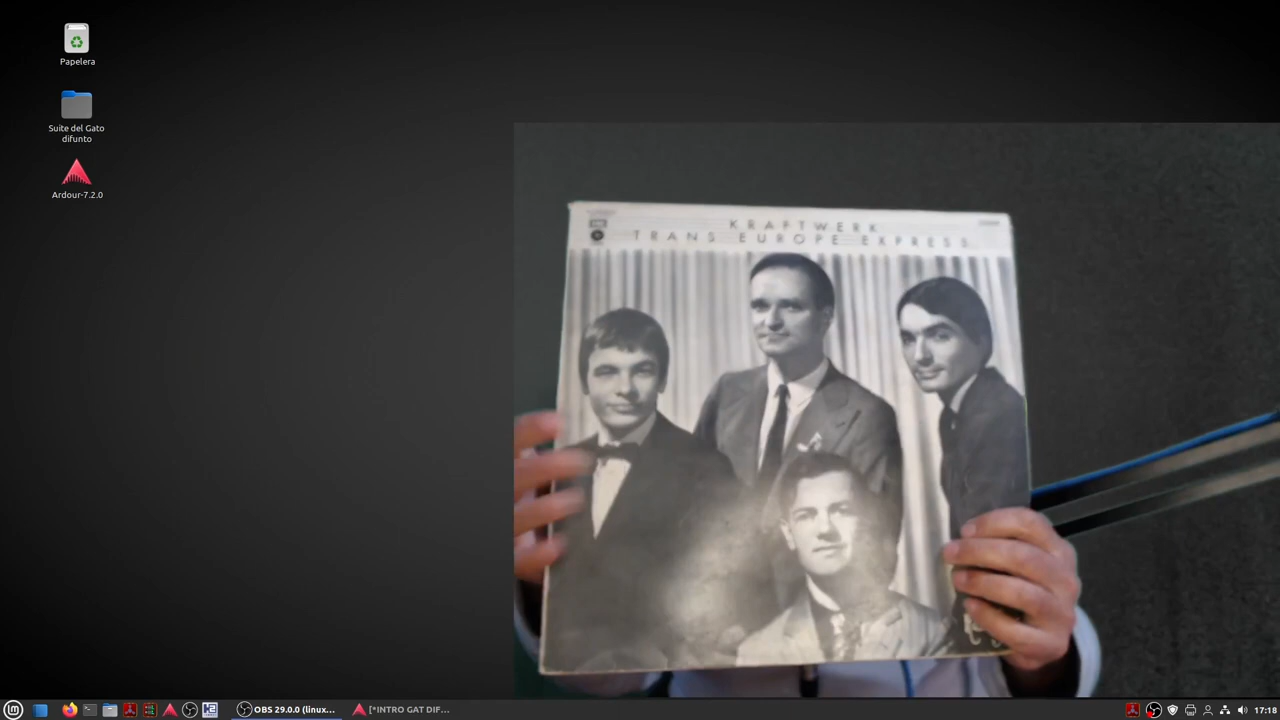 Papelera
Suite del Gato
difunto
Ardour-7.2.0
KRAFTWERK
TRANS EUROPE EXPRESS
OBS 29.0.0 (linux...
[*INTRO GAT DIF...
17:18